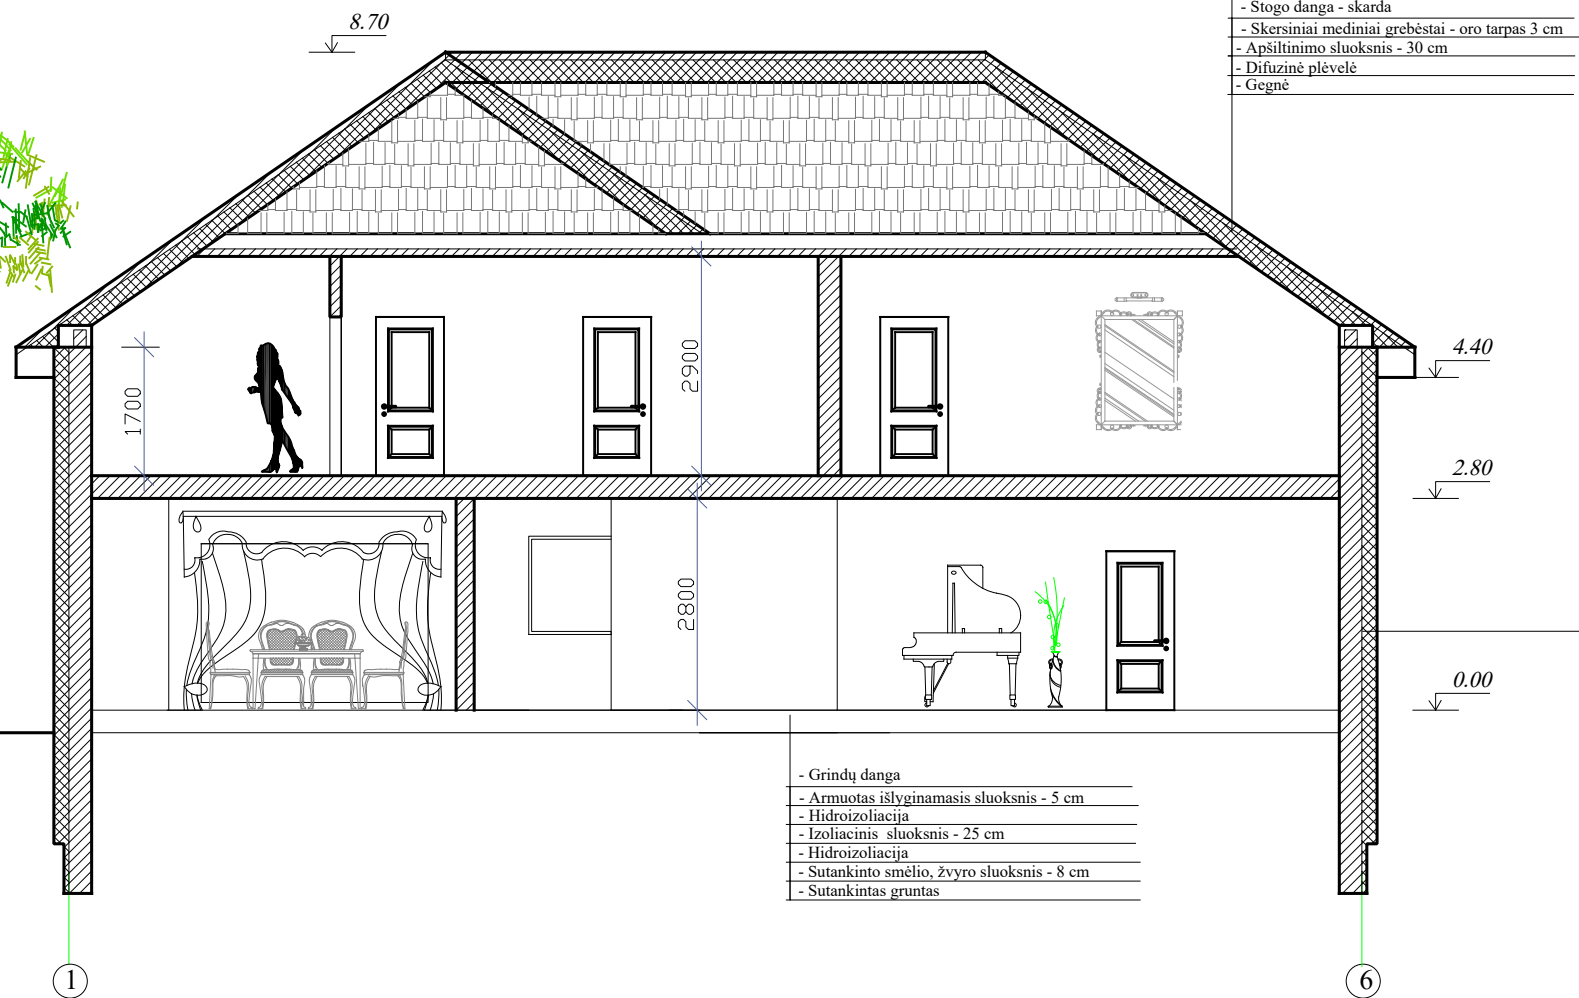 - Stogo danga - skarda
- Skersiniai mediniai grebėstai - oro tarpas 3 cm
- Apšiltinimo sluoksnis - 30 cm
- Difuzinė plėvelė
- Gegnė
8.70
4.40
2900
1700
2.80
2800
0.00
- Grindų danga
- Armuotas išlyginamasis sluoksnis - 5 cm
- Hidroizoliacija
- Izoliacinis sluoksnis - 25 cm
- Hidroizoliacija
- Sutankinto smėlio, žvyro sluoksnis - 8 cm
- Sutankintas gruntas
1
6